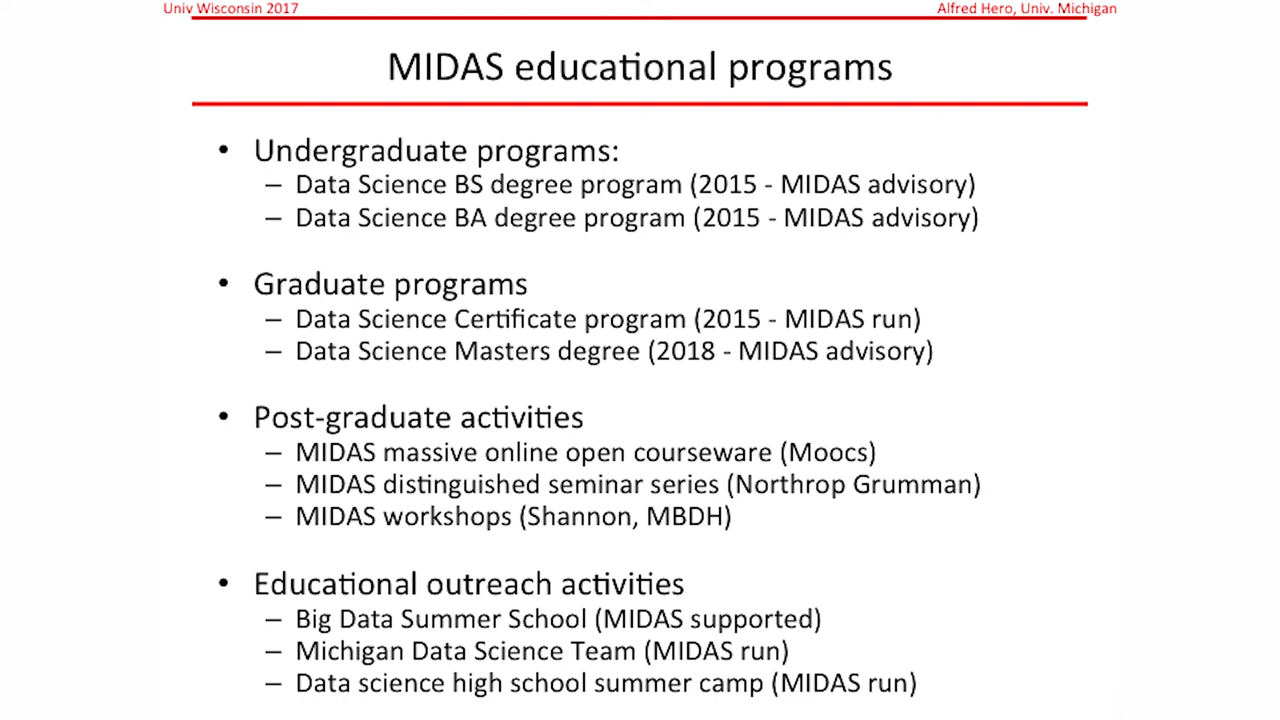 Univ Wisconsin 2017
Alfred Hero, Univ. Michigan
MIDAS educational programs
• Undergraduate programs:
– Data Science BS degree program (2015 - MIDAS advisory)
– Data Science BA degree program (2015 - MIDAS advisory)
• Graduate programs
– Data Science Certificate program (2015 - MIDAS run)
– Data Science Masters degree (2018 - MIDAS advisory)
• Post-graduate activities
– MIDAS massive online open courseware (Moocs)
– MIDAS distinguished seminar series (Northrop Grumman)
– MIDAS workshops (Shannon, MBDH)
• Educational outreach activities
– Big Data Summer School (MIDAS supported)
– Michigan Data Science Team (MIDAS run)
– Data science high school summer camp (MIDAS run)